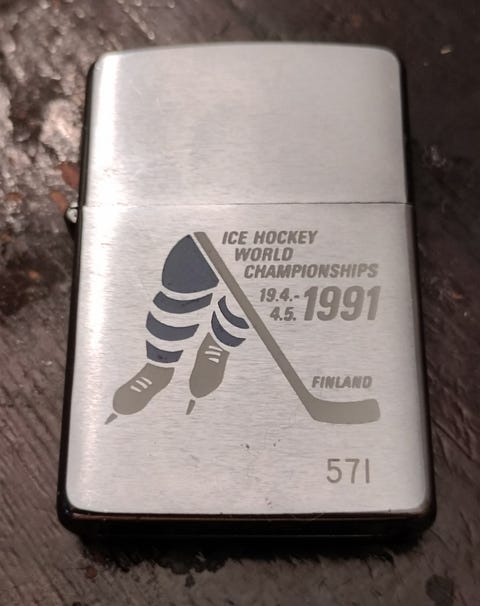 ICE HOCKEY
WORLD
CHAMPIONSHIPS
19.4.-
4.5. 1991
FINLAND
571